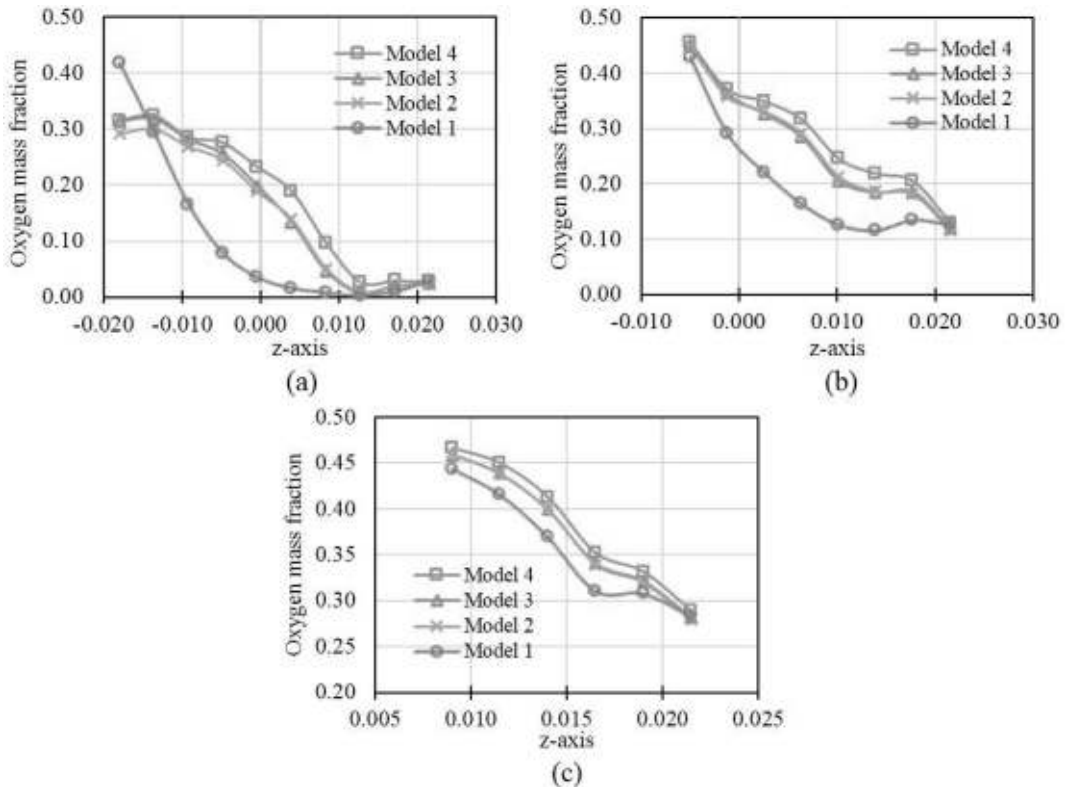 0.50
0.40
0.30
0.20
0.10
0.00
Oxygen mass fraction
Model 4
Model 3
Model 2
Model 1
-0.020 -0.010 0.000 0.010 0.020 0.030
z-axis
(a)
0.50
0.40
0.30
0.20
0.10
0.00
Oxygen mass fraction
Model 4
Model 3
Model 2
Model 1
-0.010 0.000 0.010 0.020 0.030
z-axis
(b)
0.50
0.45
0.40
0.35
0.30
0.25
0.20
Oxygen mass fraction
Model 4
Model 3
Model 2
Model 1
0.005 0.010 0.015 0.020 0.025
z-axis
(c)